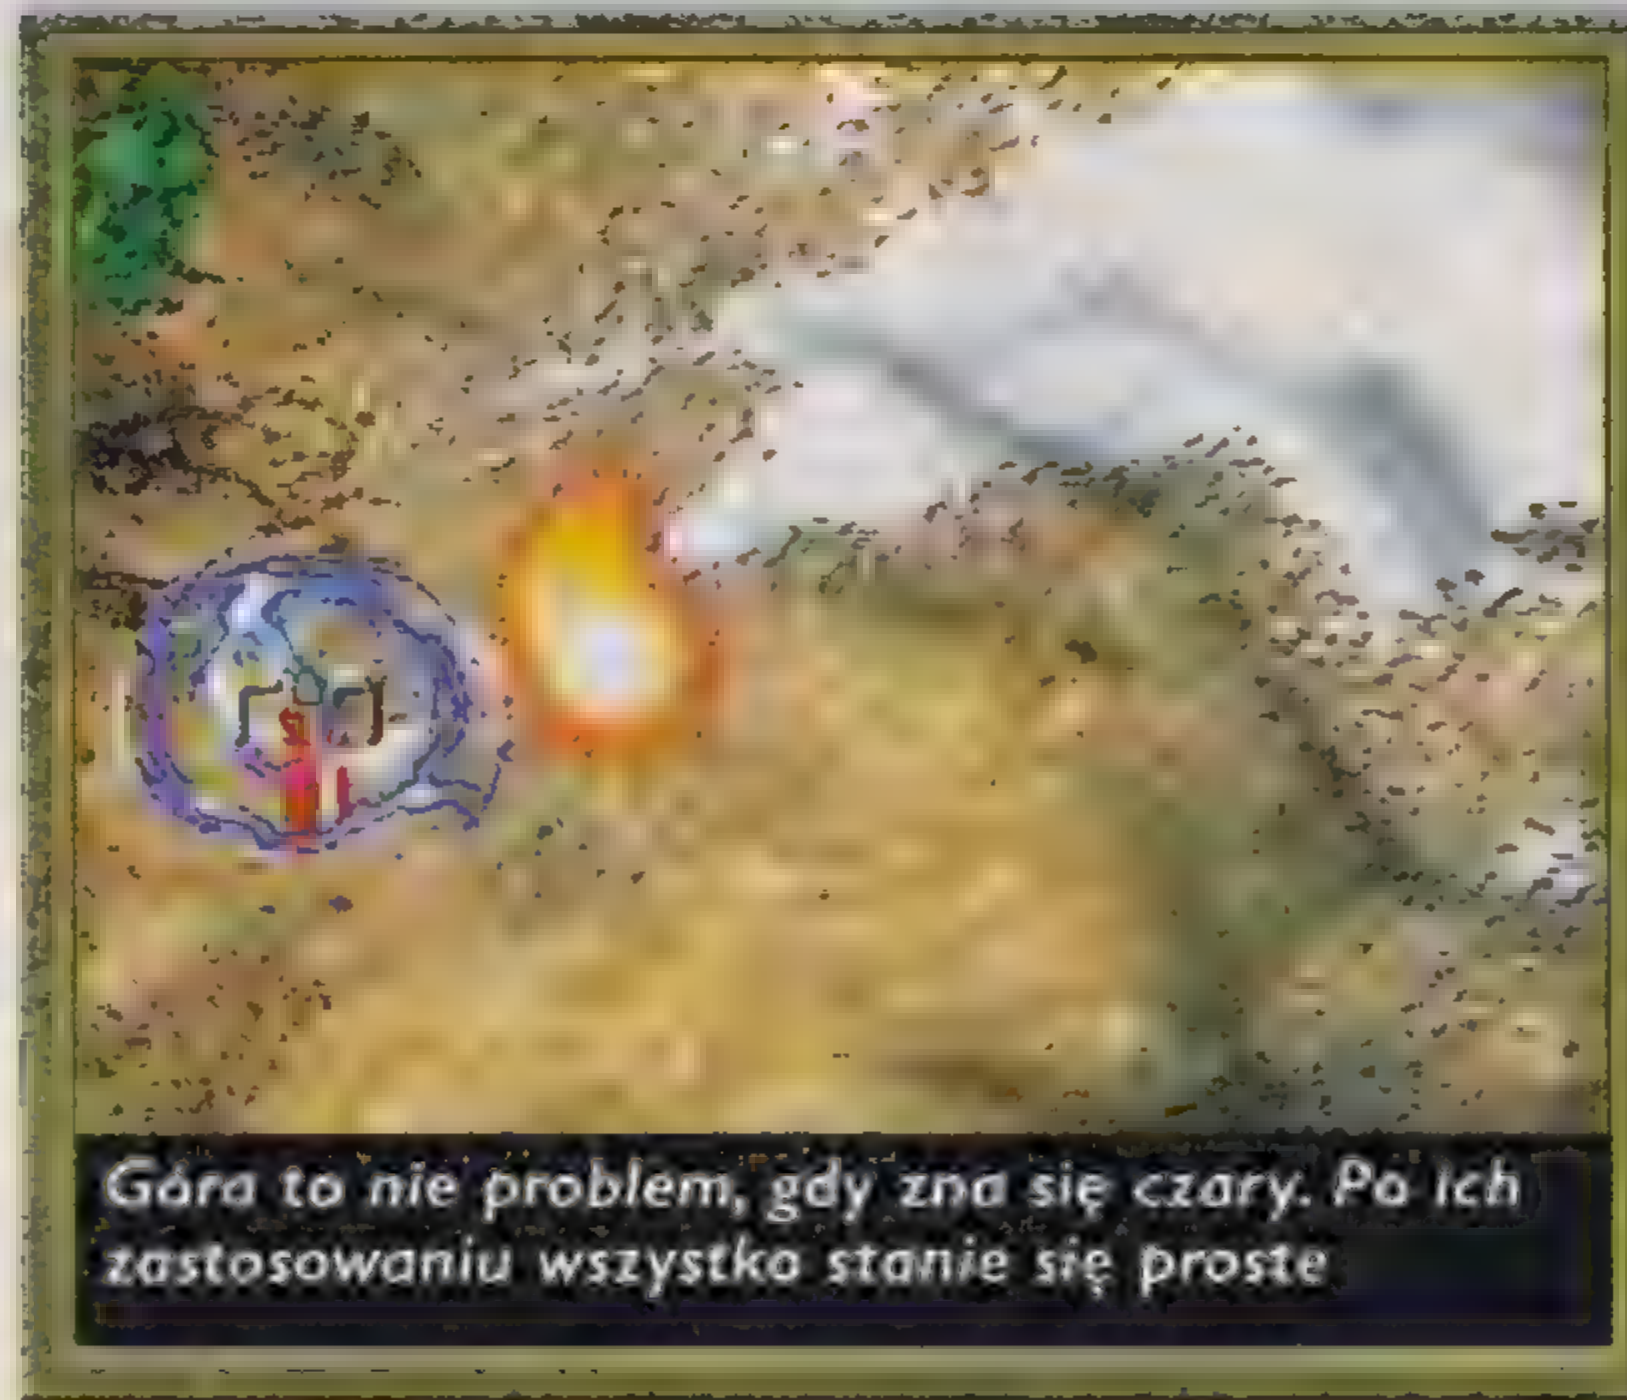 Góra to nie problem, gdy zna się czary. Po ich
zastosowaniu wszystko stanie się proste